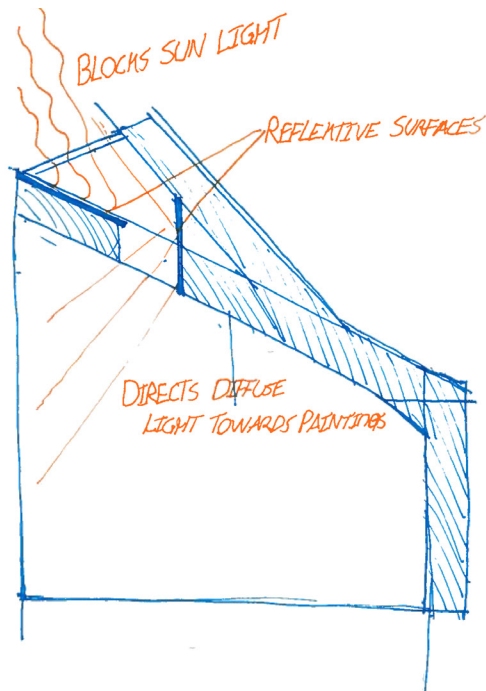 BLOCKS SUN LIGHT
REFLEKTIVE SURFACES
DIRECTS DIFFUSE
LIGHT TOWARDS PAINTINGS